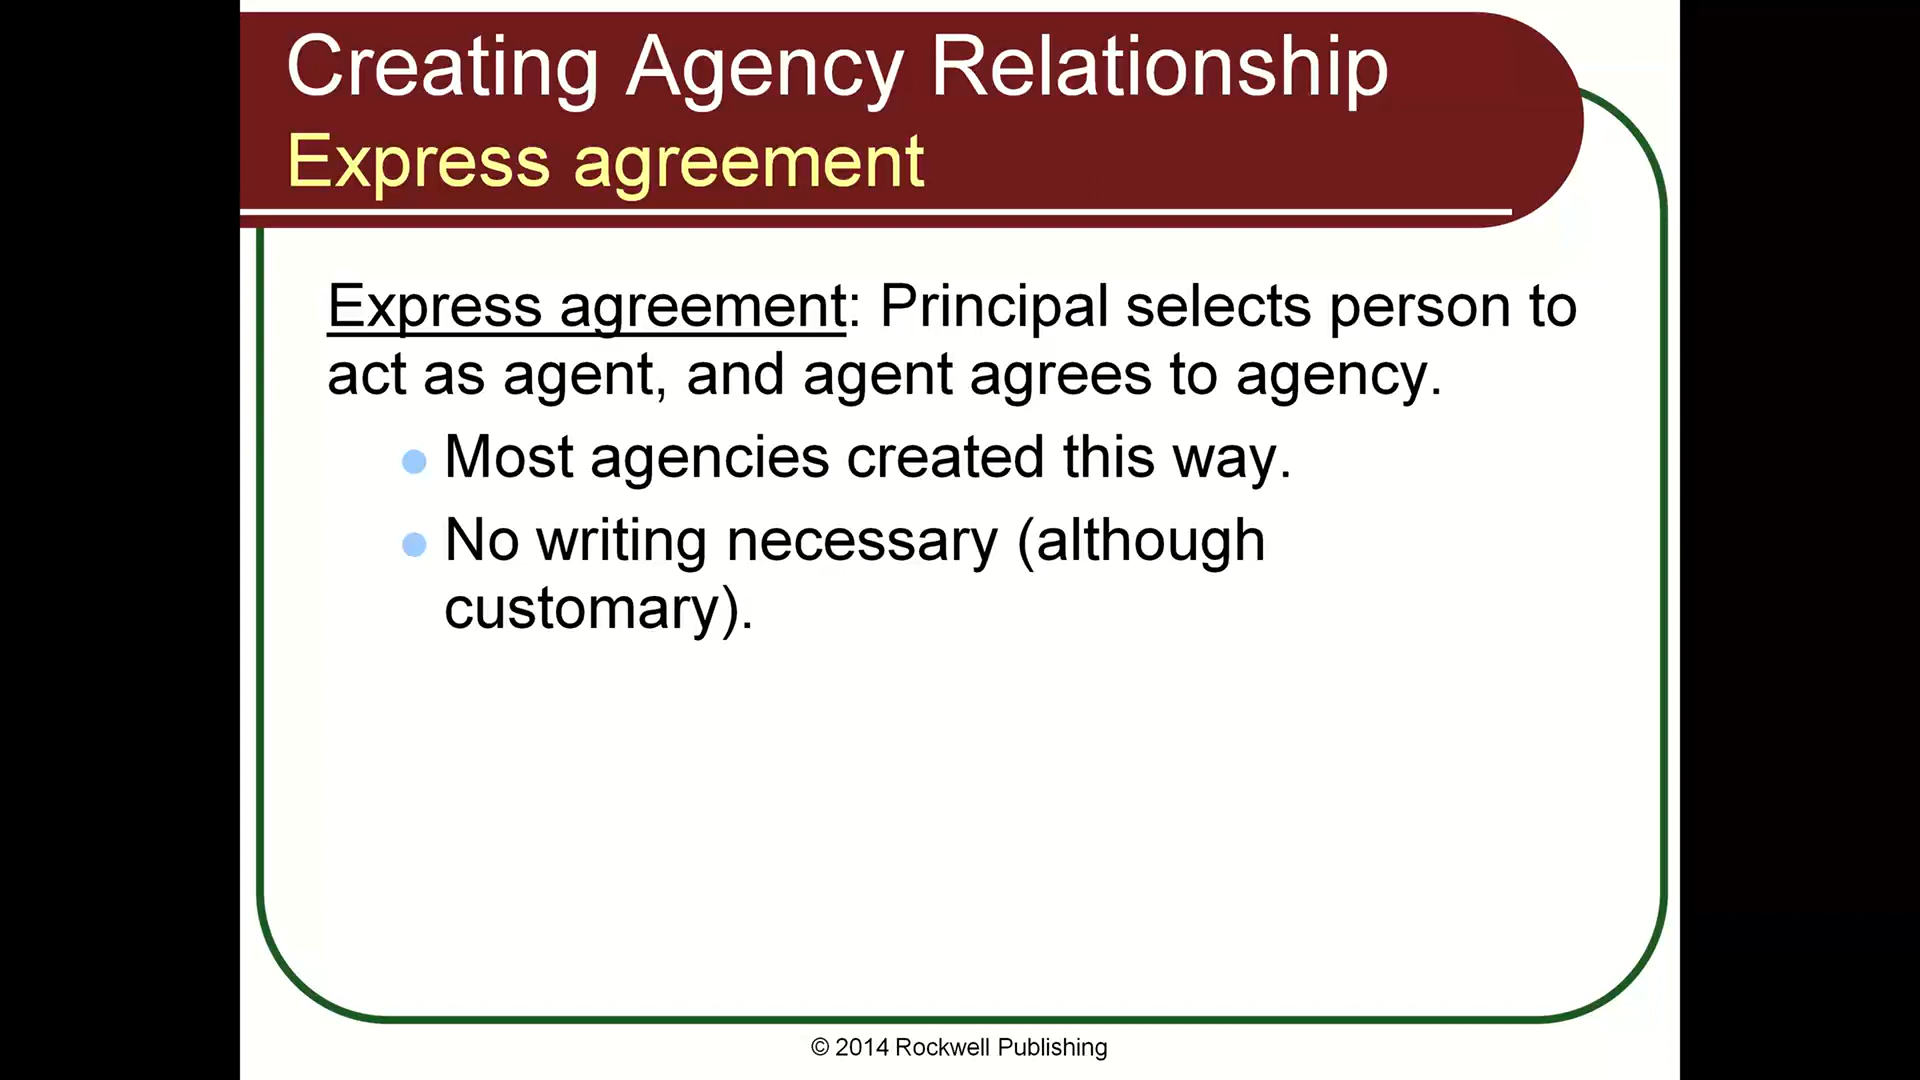 Creating Agency Relationship
Express agreement
Express agreement: Principal selects person to
act as agent, and agent agrees to agency.
Most agencies created this way.
No writing necessary (although
customary).
© 2014 Rockwell Publishing